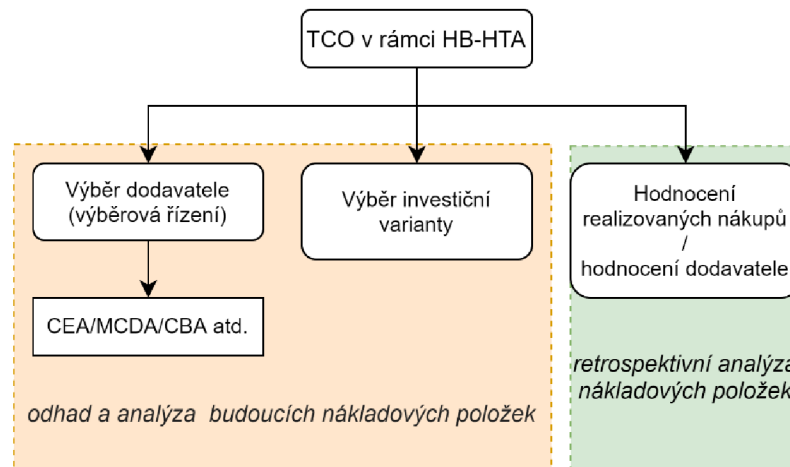 TCO v rámci HB-HTA
Výběr dodavatele
(výběrová řízení)
Výběr investiční
varianty
Hodnocení
realizovaných nákupů
/
hodnocení dodavatele
CEA/MCDA/CBA atd.
odhad a analýza budoucích nákladových položek
retrospektivní analýza
nákladových položek